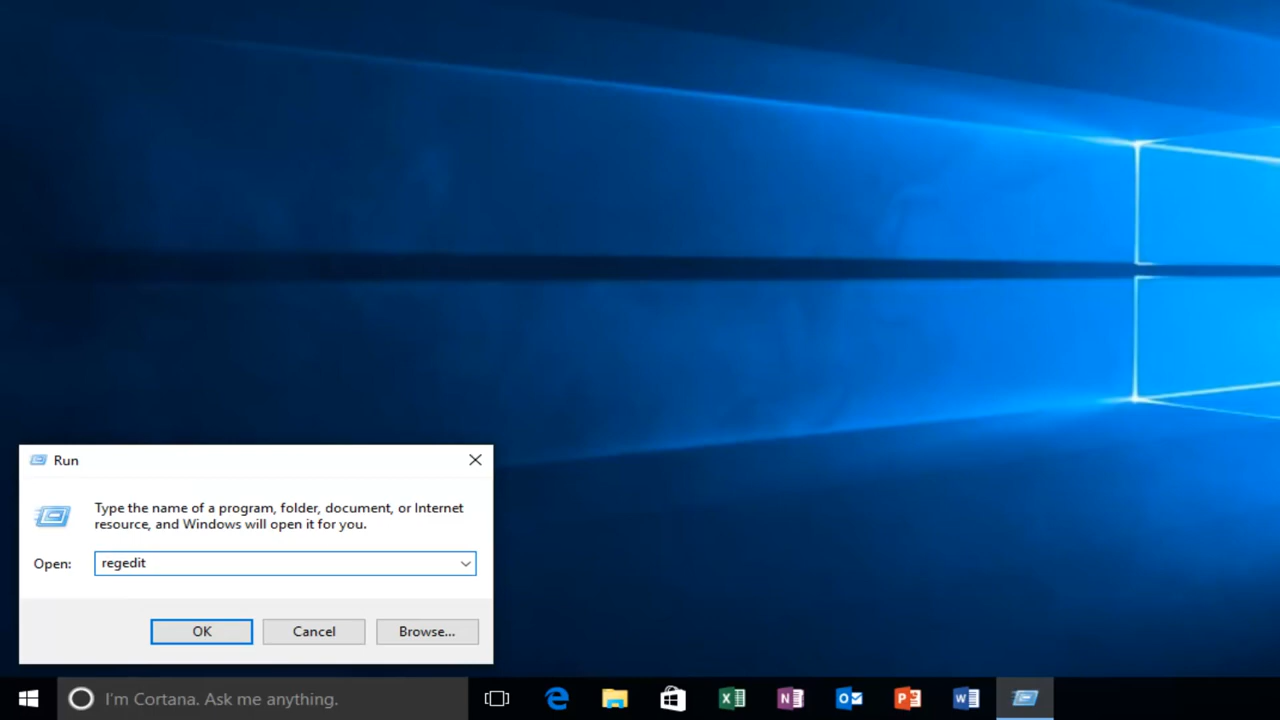 Run
Type the name of a program, folder, document, or Internet
resource, and Windows will open it for you.
Open: regedit
OK Cancel Browse...
I'm Cortana. Ask me anything.